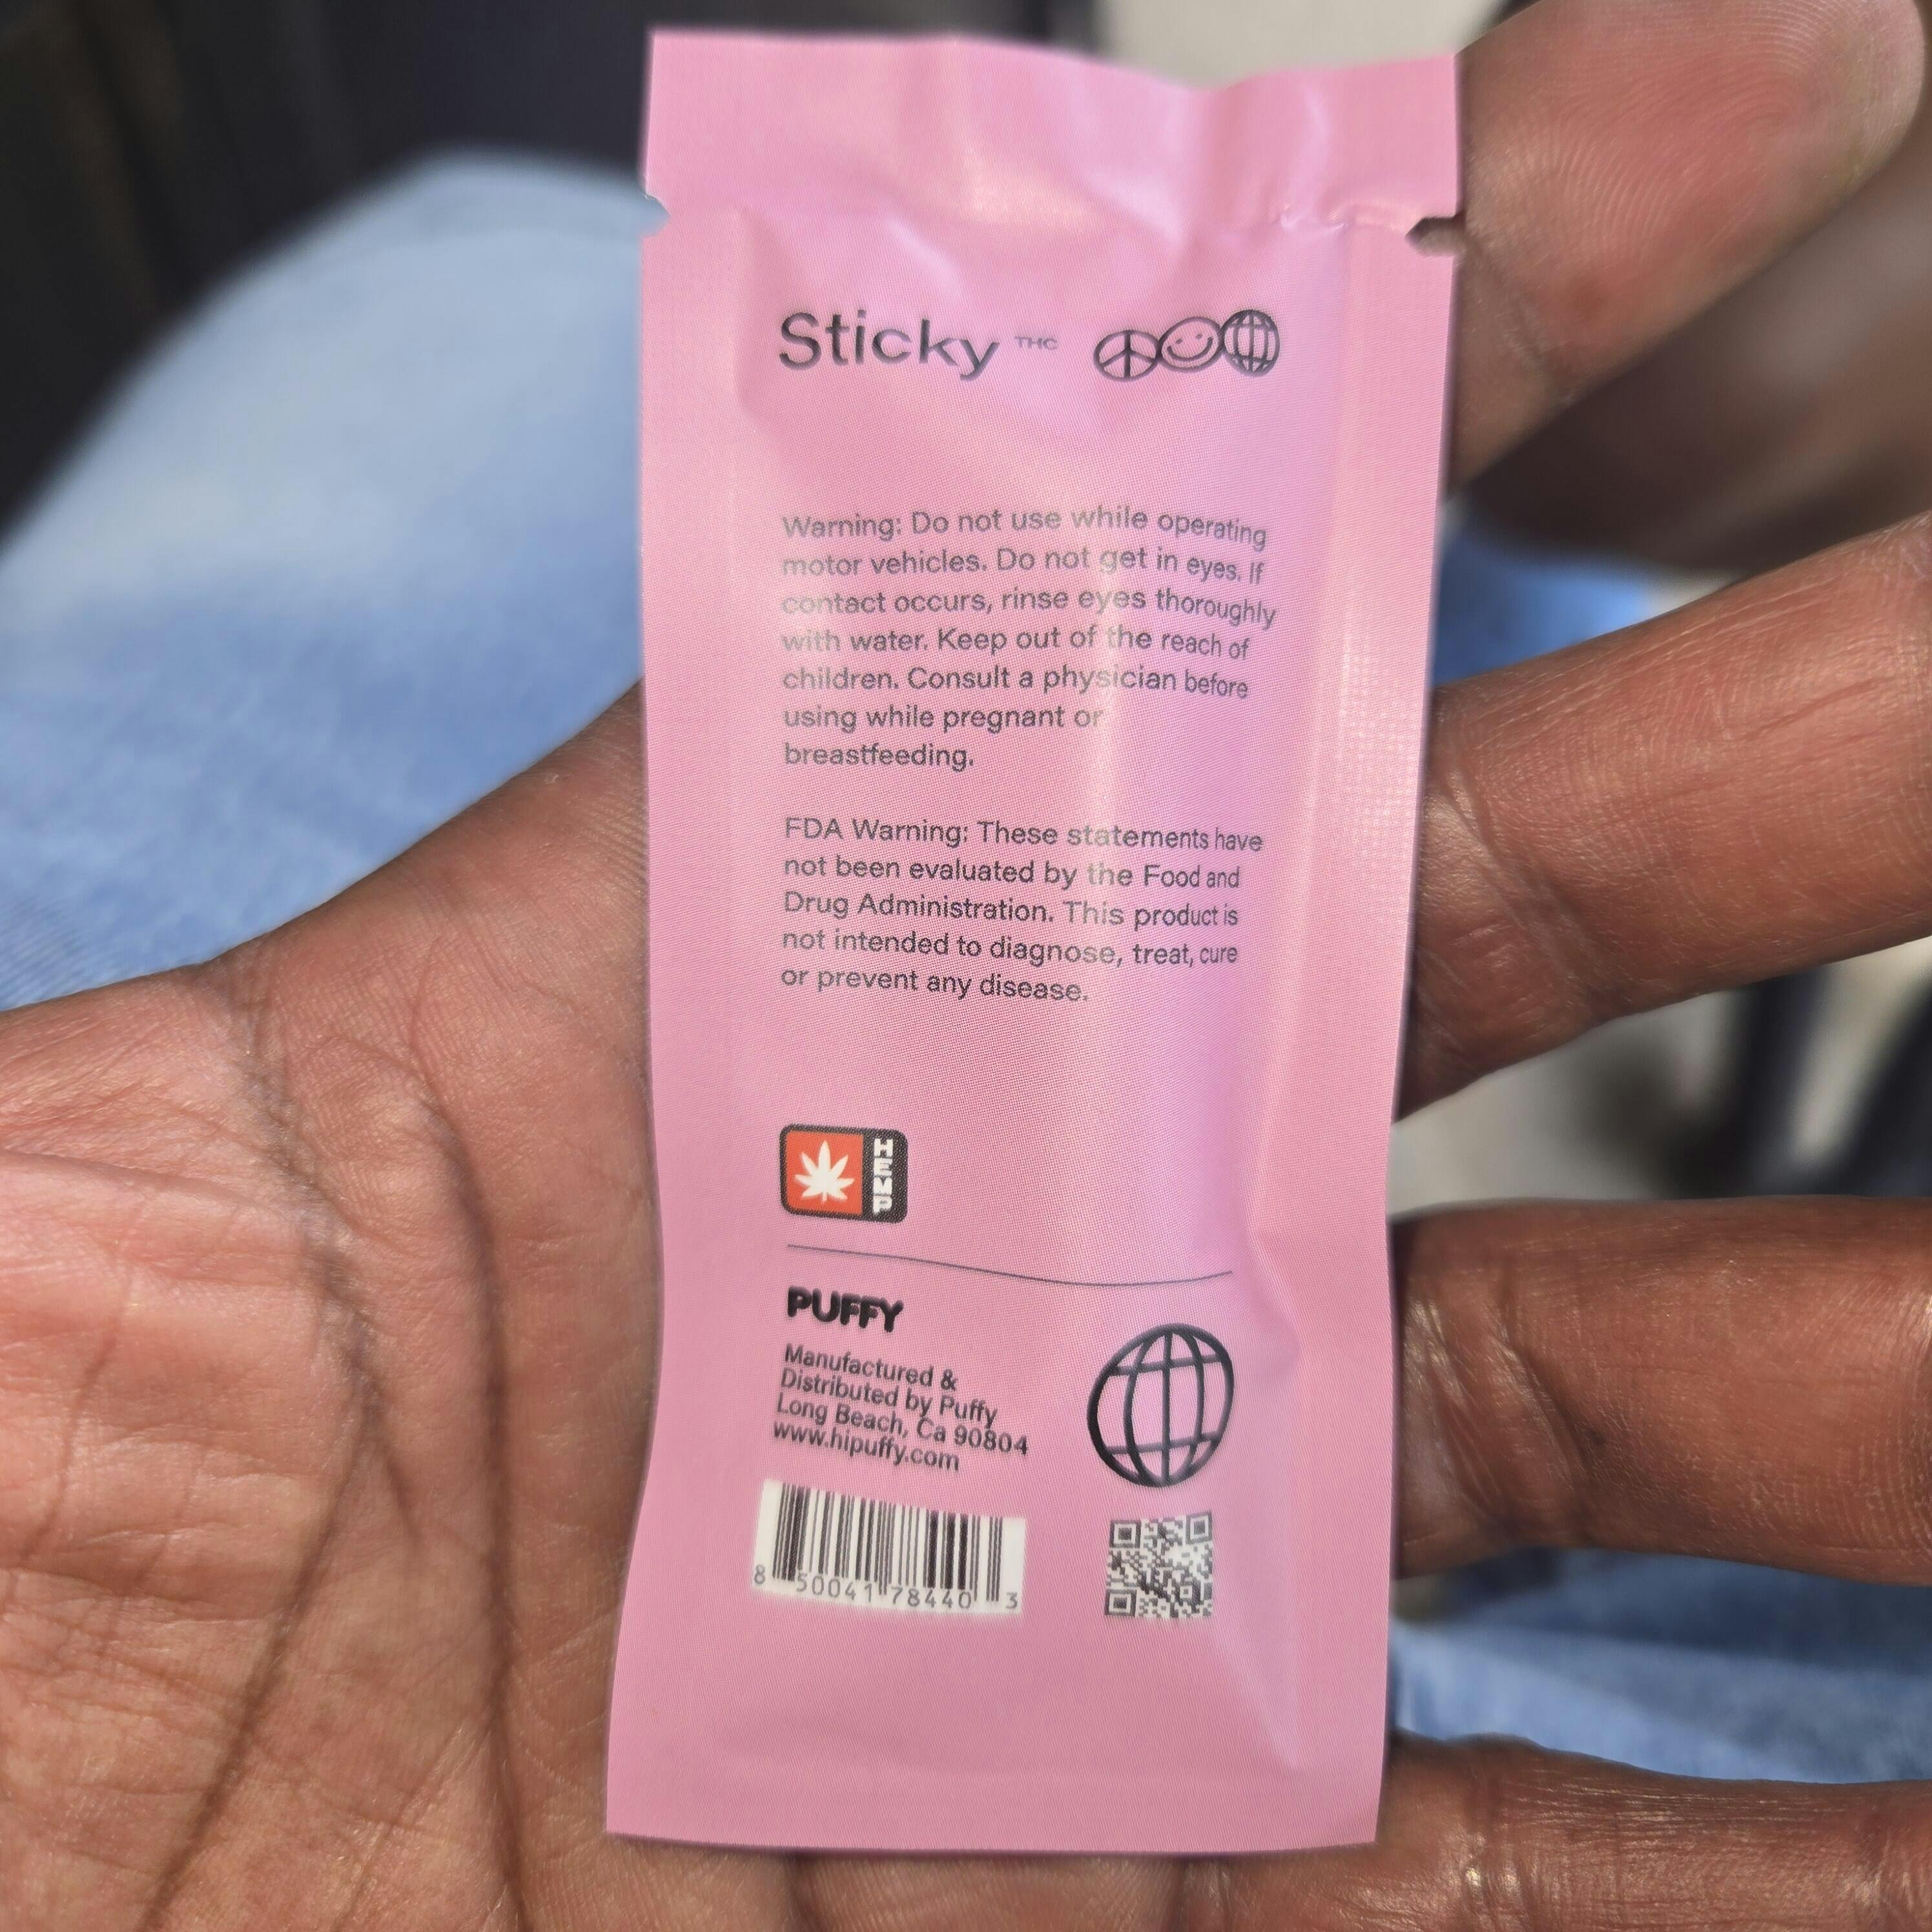 Sticky THC
Warning: Do not use while operating
motor vehicles. Do not get in eyes. If
contact occurs, rinse eyes thoroughly
with water. Keep out of the reach of
children. Consult a physician before
using while pregnant or
breastfeeding.
FDA Warning: These statements have
not been evaluated by the Food and
Drug Administration. This product is
not intended to diagnose, treat, cure
or prevent any disease.
HEMP
PUFFY
Manufactured &
Distributed by Puffy
Long Beach, Ca 90804
www.hipuffy.com
8 50041 78440 3